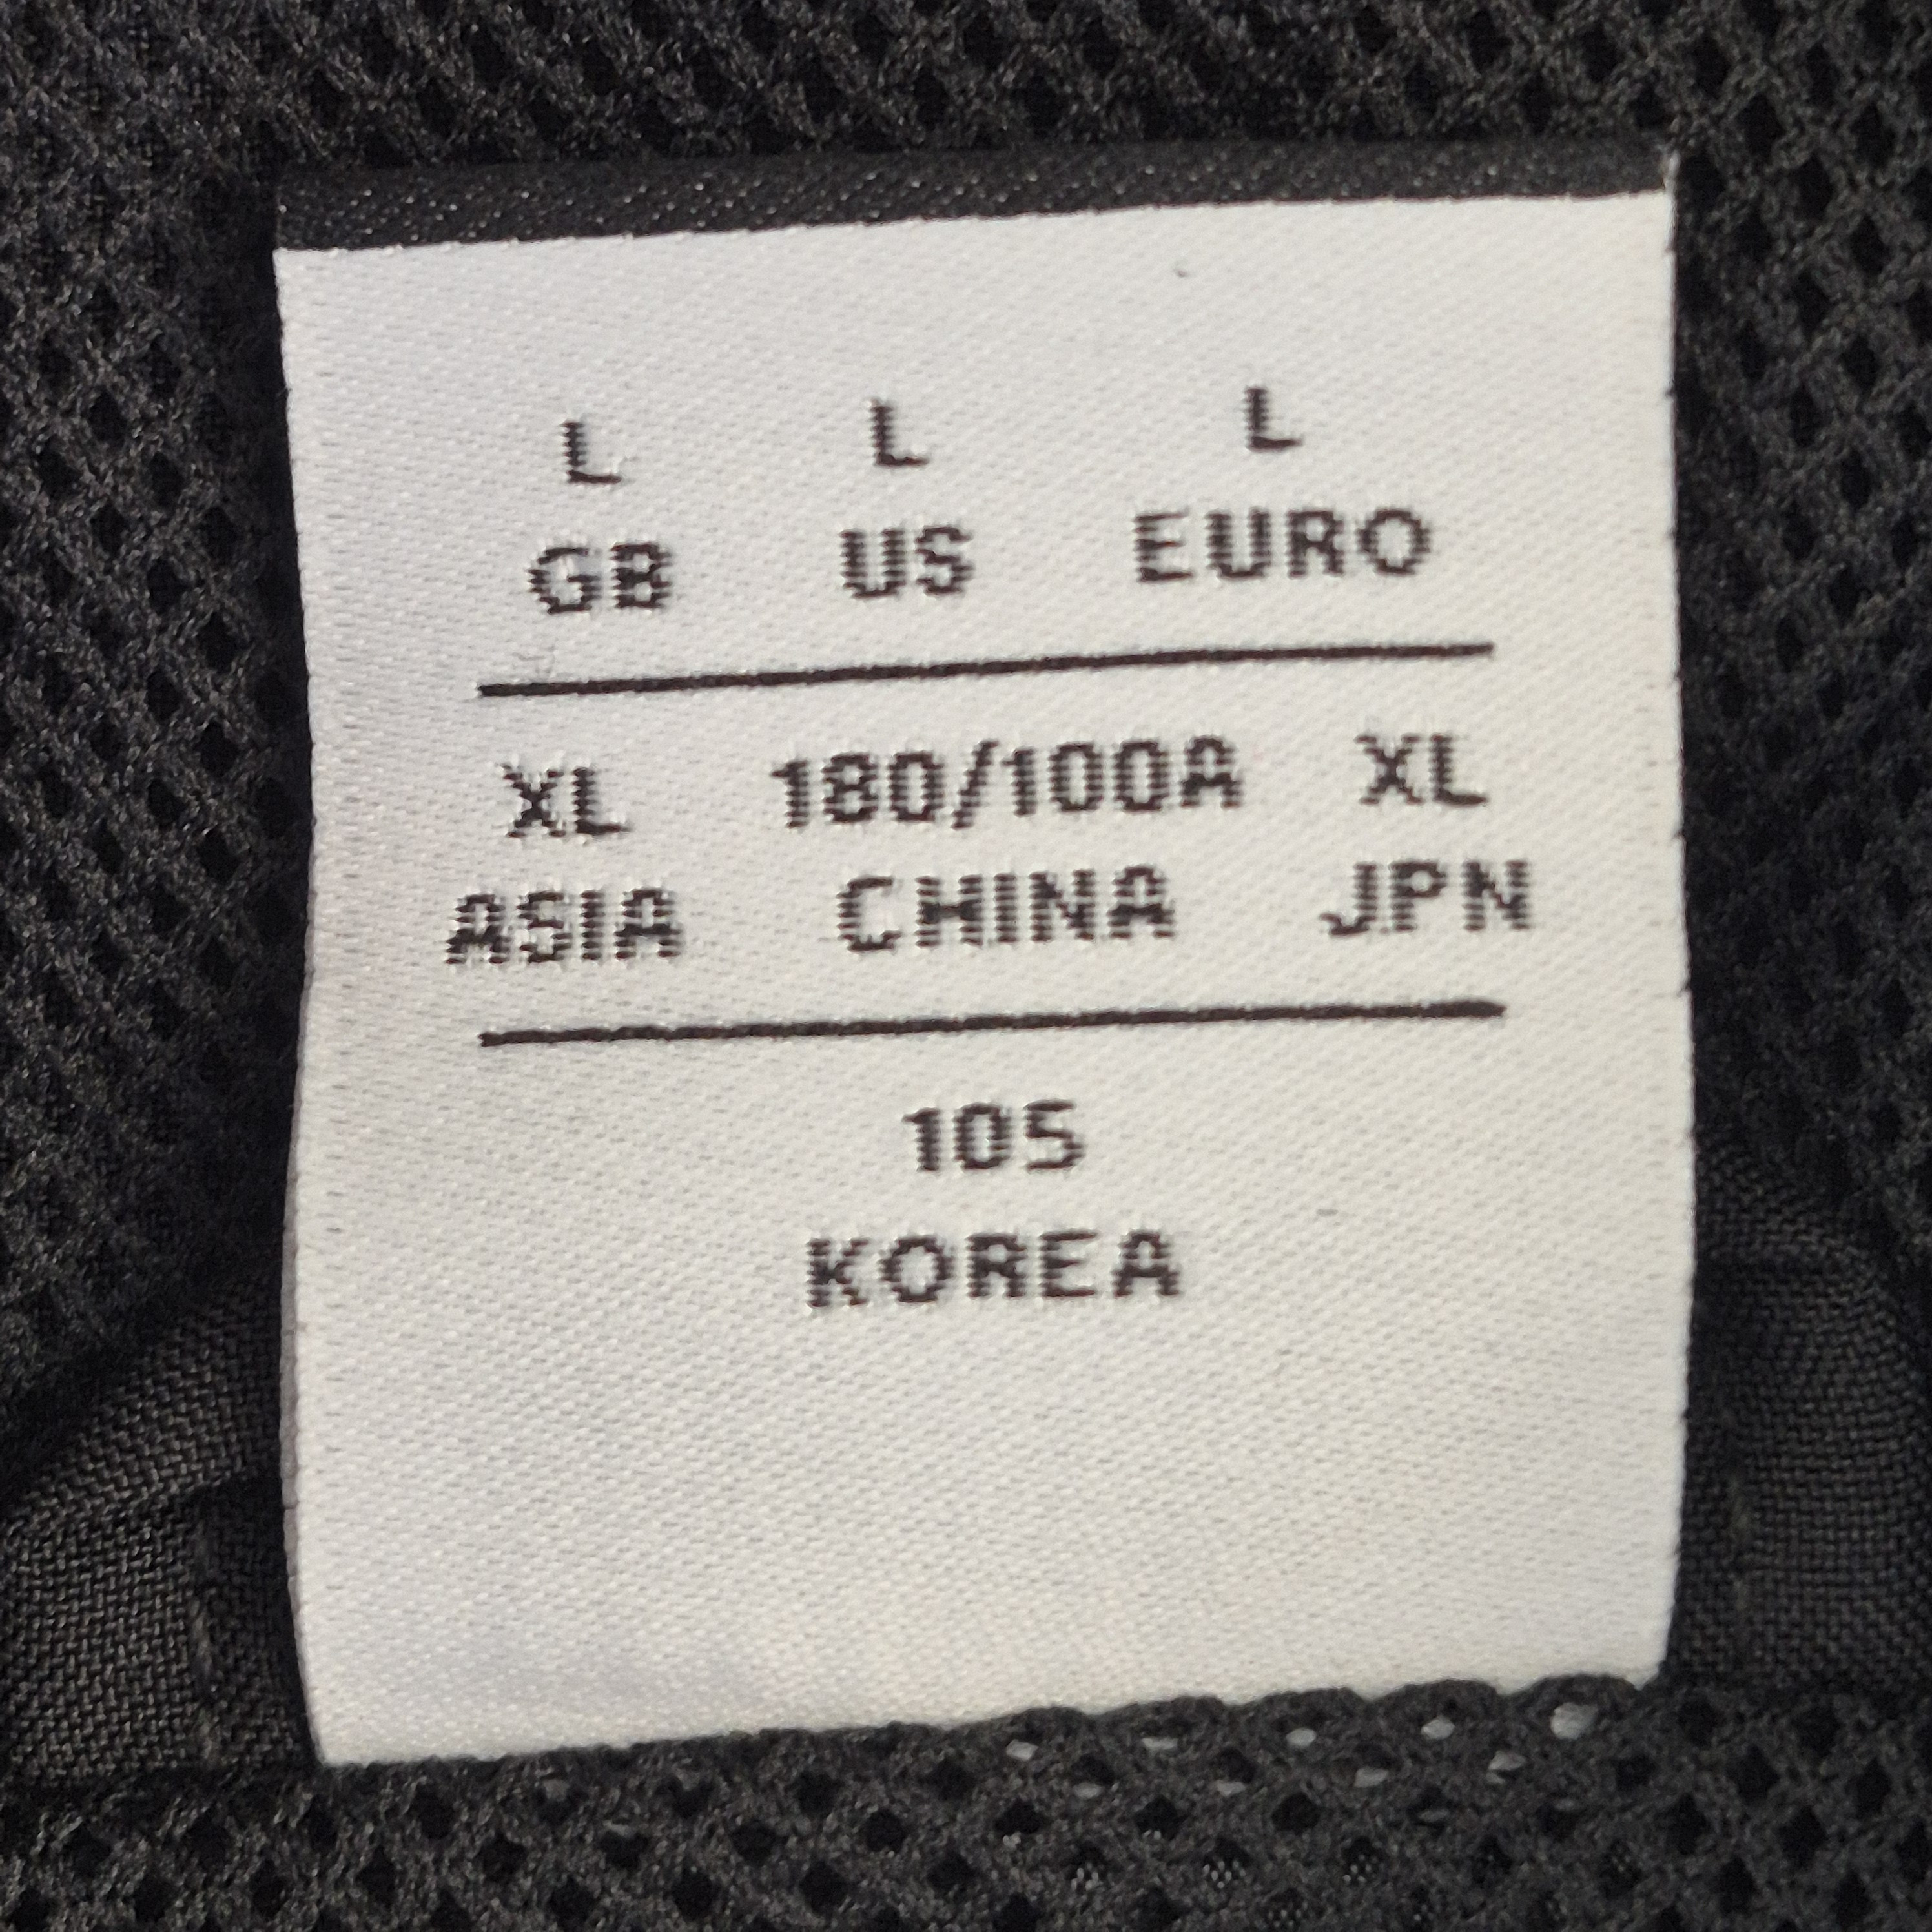 L L L
GB US EURO
XL 180/100A XL
ASIA CHINA JPN
105
KOREA